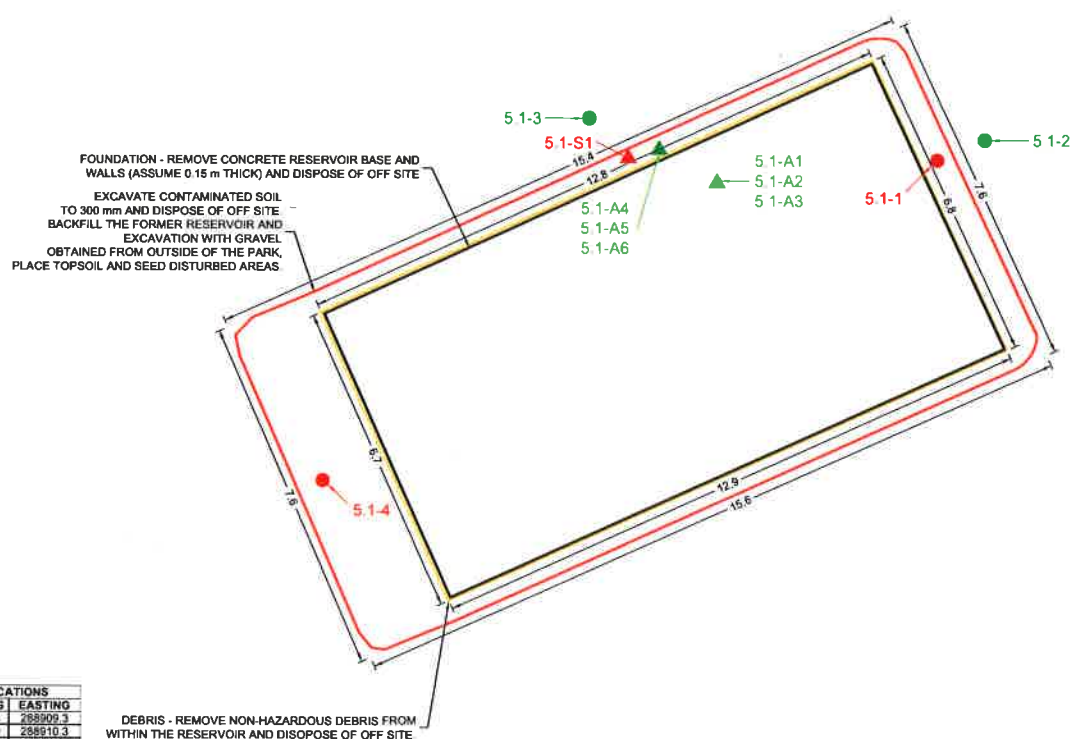 5.1-3
5.1-2
5.1-S1
FOUNDATION - REMOVE CONCRETE RESERVOIR BASE AND
WALLS (ASSUME 0.15 m THICK) AND DISPOSE OF OFF SITE
15.4
12.8
5.1-A1
5.1-A2
5.1-A3
5.1-1
6.8
7.6
EXCAVATE CONTAMINATED SOIL
TO 300 mm AND DISPOSE OF OFF SITE.
BACKFILL THE FORMER RESERVOIR AND
EXCAVATION WITH GRAVEL
OBTAINED FROM OUTSIDE OF THE PARK,
PLACE TOPSOIL AND SEED DISTURBED AREAS.
5.1-A4
5.1-A5
5.1-A6
6.7
7.6
5.1-4
12.9
15.6
CATIONS
EASTING
288909.3
288910.3
DEBRIS - REMOVE NON-HAZARDOUS DEBRIS FROM
WITHIN THE RESERVOIR AND DISOPOSE OF OFF SITE.